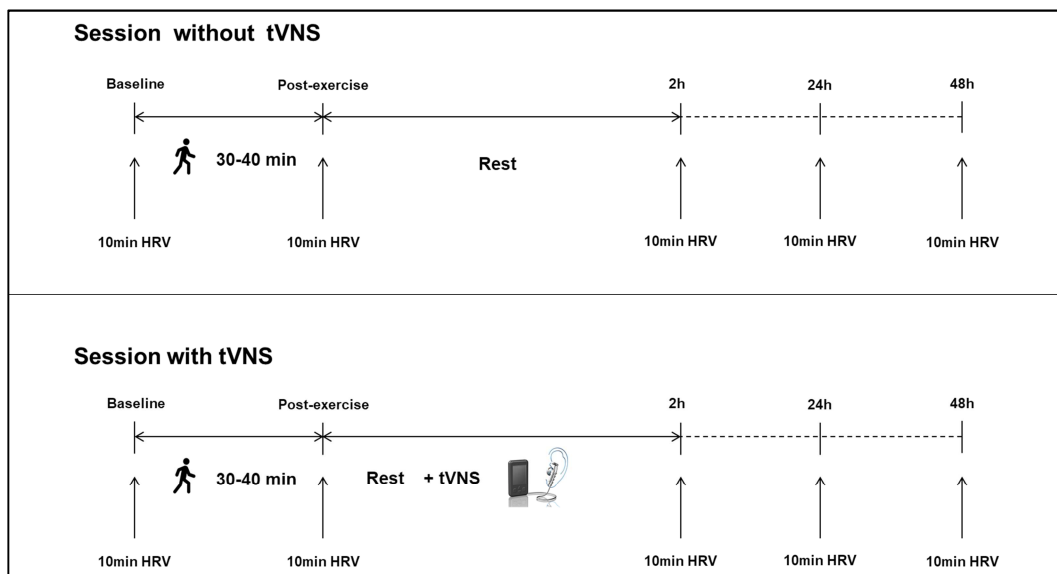 Session without tVNS
Baseline Post-exercise 2h 24h 48h
30-40 min Rest
10min HRV 10min HRV 10min HRV 10min HRV 10min HRV
Session with tVNS
Baseline Post-exercise 2h 24h 48h
30-40 min Rest + tVNS
10min HRV 10min HRV 10min HRV 10min HRV 10min HRV